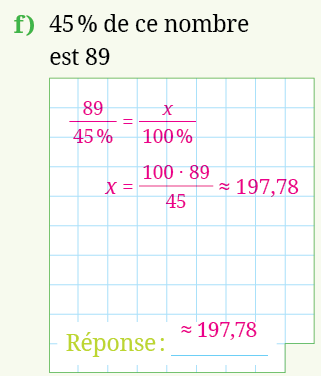 f) 45 % de ce nombre
est 89
89/45 % = x/100 %
x = (100 · 89)/45 ≈ 197,78
Réponse : ≈ 197,78